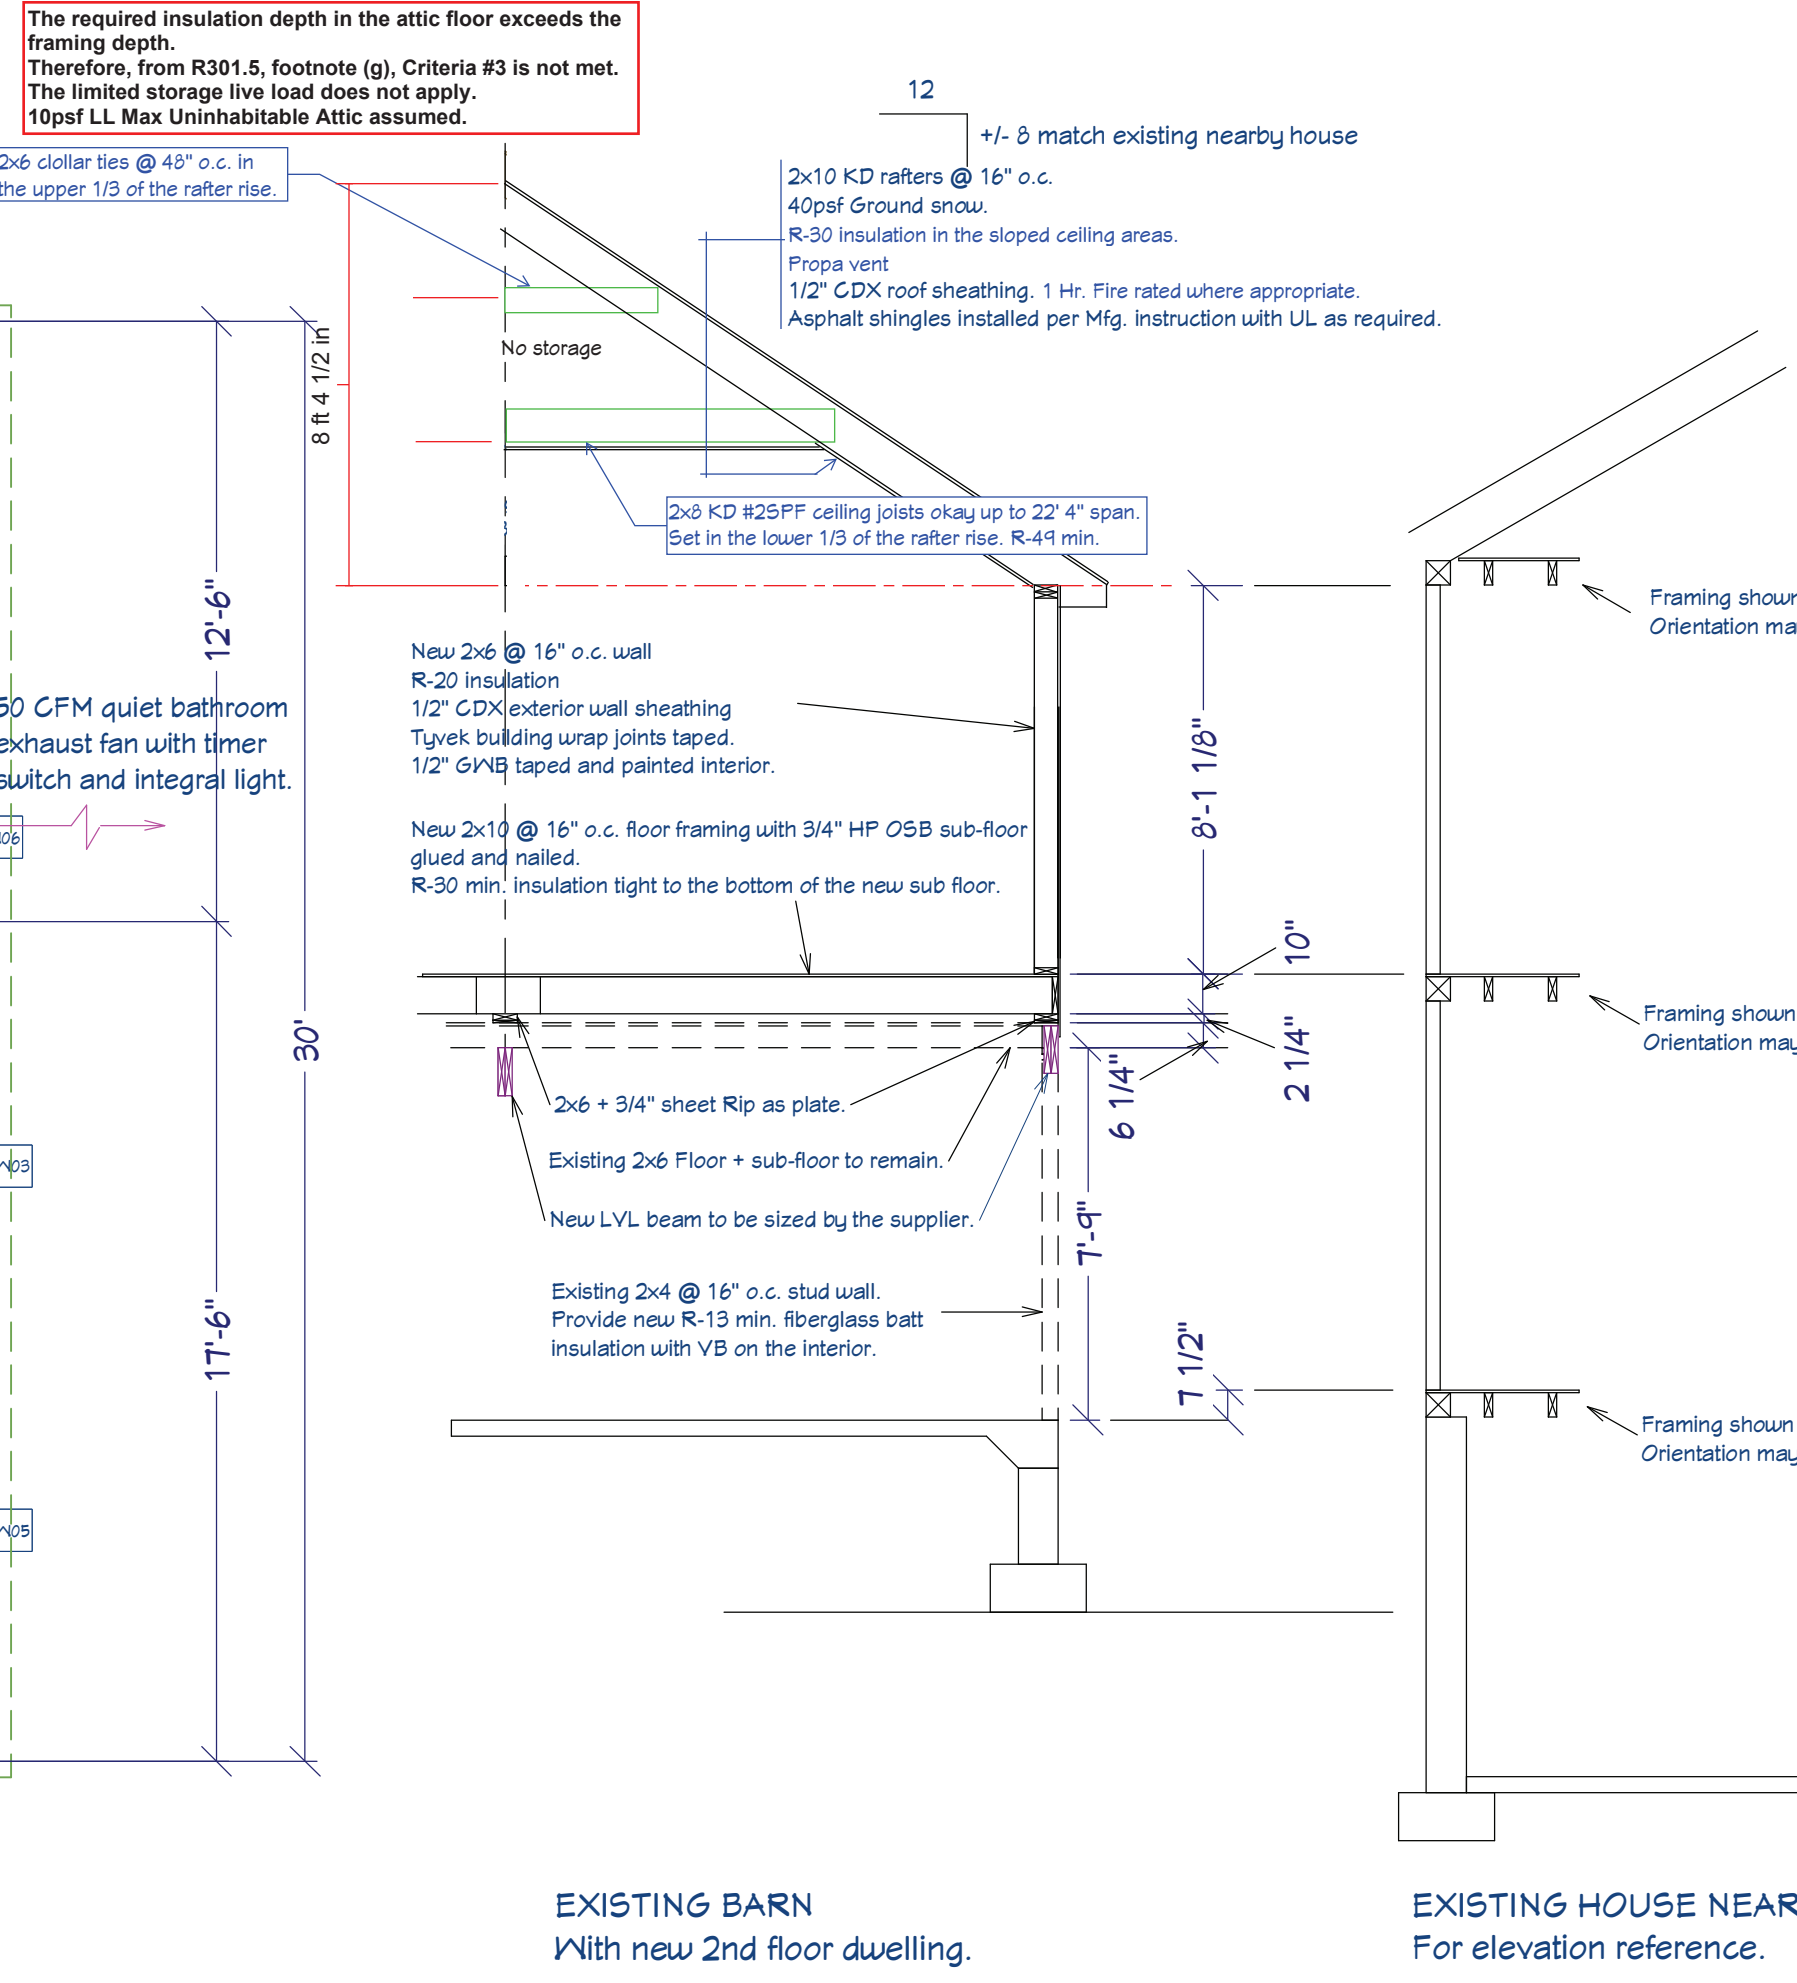 The required insulation depth in the attic floor exceeds the
framing depth.
Therefore, from R301.5, footnote (g), Criteria #3 is not met.
The limited storage live load does not apply.
10psf LL Max Uninhabitable Attic assumed.
2x6 clollar ties @ 48" o.c. in
the upper 1/3 of the rafter rise.
12
+/- 8 match existing nearby house
2x10 KD rafters @ 16" o.c.
40psf Ground snow.
R-30 insulation in the sloped ceiling areas.
Propa vent
1/2" CDX roof sheathing. 1 Hr. Fire rated where appropriate.
Asphalt shingles installed per Mfg. instruction with UL as required.
8 ft 4 1/2 in
No storage
2x8 KD #2SPF ceiling joists okay up to 22' 4" span.
Set in the lower 1/3 of the rafter rise. R-49 min.
12'-6"
30'
17'-6"
50 CFM quiet bathroom
exhaust fan with timer
switch and integral light.
06
03
05
New 2x6 @ 16" o.c. wall
R-20 insulation
1/2" CDX exterior wall sheathing
Tyvek building wrap joints taped.
1/2" GWB taped and painted interior.
New 2x10 @ 16" o.c. floor framing with 3/4" HP OSB sub-floor
glued and nailed.
R-30 min. insulation tight to the bottom of the new sub floor.
8'-1 1/8"
10"
2 1/4"
6 1/4"
7'-9"
7 1/2"
2x6 + 3/4" sheet Rip as plate.
Existing 2x6 Floor + sub-floor to remain.
New LVL beam to be sized by the supplier.
Existing 2x4 @ 16" o.c. stud wall.
Provide new R-13 min. fiberglass batt
insulation with VB on the interior.
Framing shown
Orientation ma
Framing shown
Orientation may
Framing shown
Orientation may
EXISTING BARN
With new 2nd floor dwelling.
EXISTING HOUSE NEAR
For elevation reference.